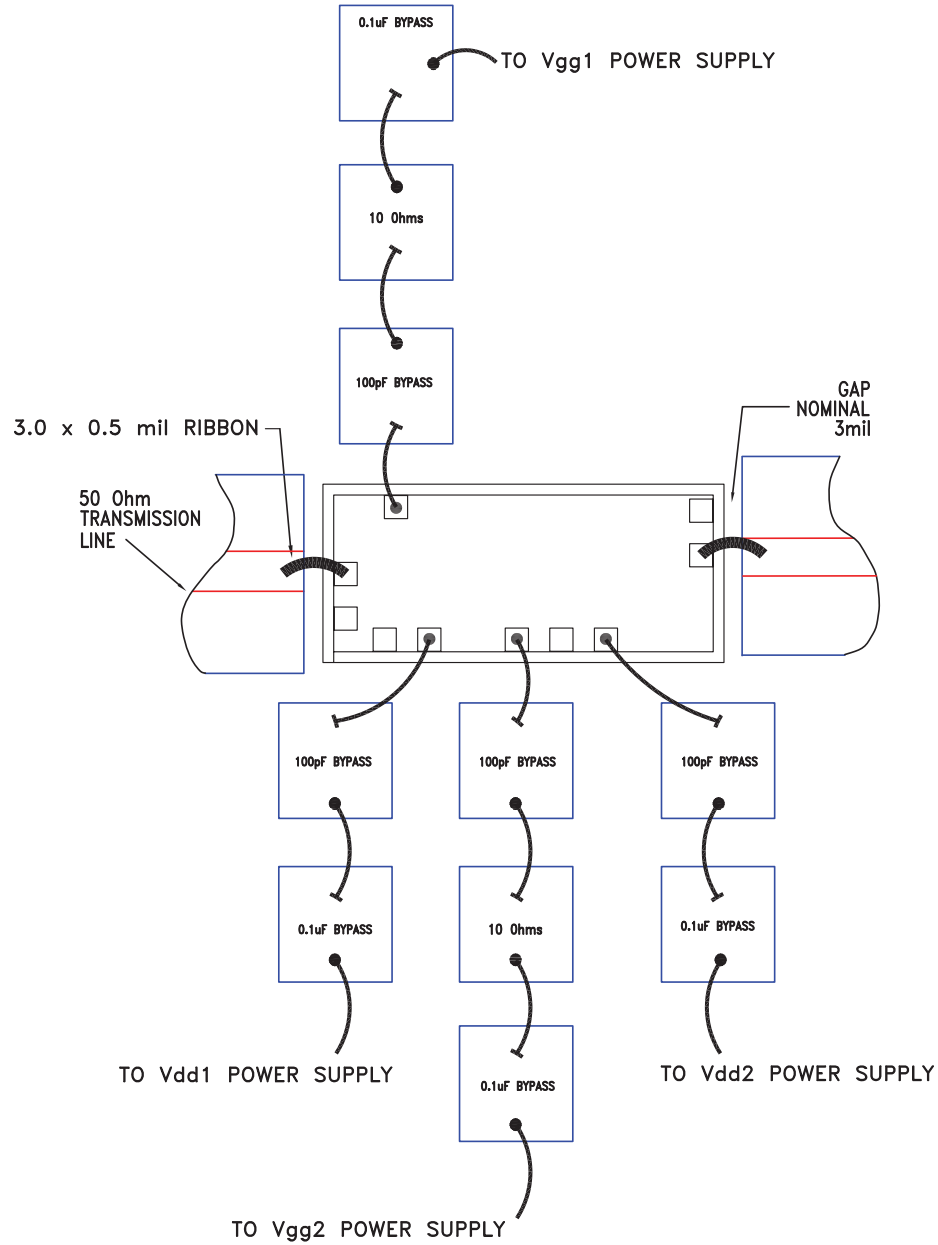 0.1uF BYPASS
TO Vgg1 POWER SUPPLY
10 Ohms
100pF BYPASS
GAP
NOMINAL
3mil
3.0 x 0.5 mil RIBBON
50 Ohm
TRANSMISSION
LINE
100pF BYPASS
100pF BYPASS
100pF BYPASS
0.1uF BYPASS
10 Ohms
0.1uF BYPASS
TO Vdd1 POWER SUPPLY
TO Vdd2 POWER SUPPLY
0.1uF BYPASS
TO Vgg2 POWER SUPPLY